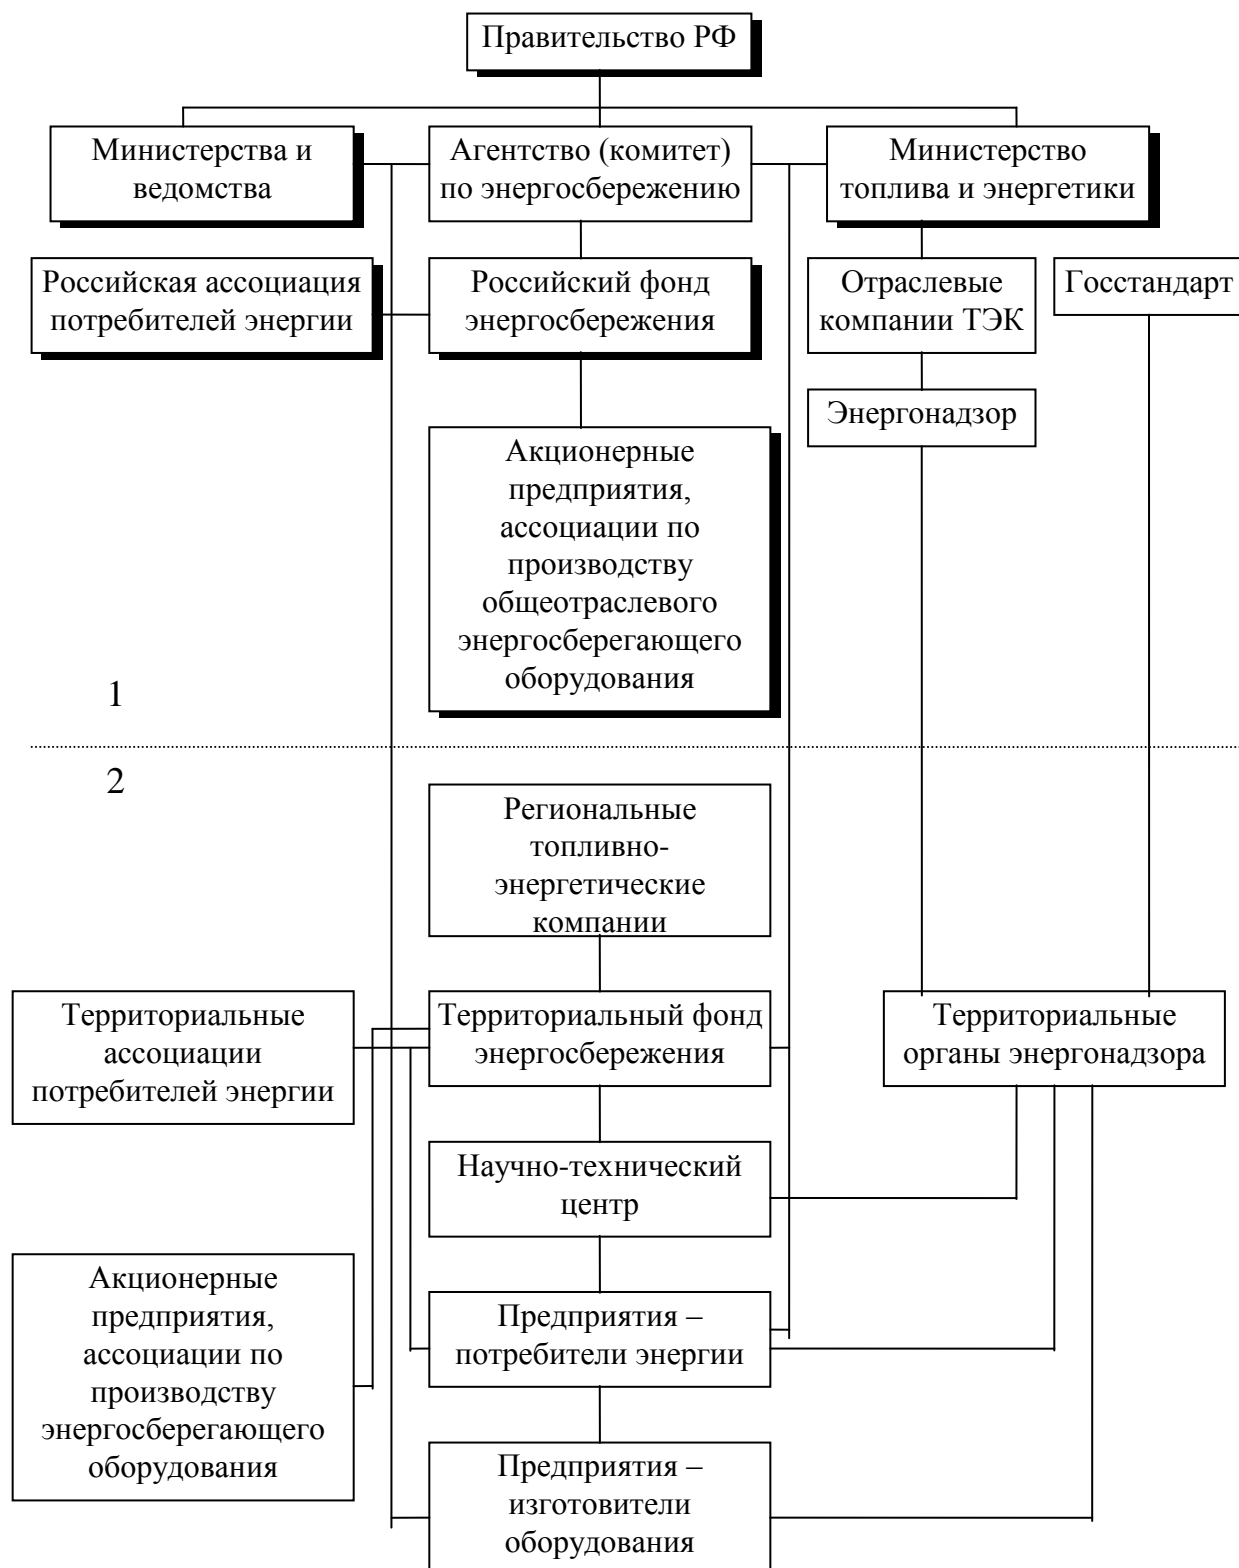 Правительство РФ
Министерства и
ведомства
Агентство (комитет)
по энергосбережению
Министерство
топлива и энергетики
Российская ассоциация
потребителей энергии
Российский фонд
энергосбережения
Отраслевые
компании ТЭК
Госстандарт
Энергонадзор
Акционерные
предприятия,
ассоциации по
производству
общеотраслевого
энергосберегающего
оборудования
1
2
Региональные
топливно-
энергетические
компании
Территориальные
ассоциации
потребителей энергии
Территориальный фонд
энергосбережения
Территориальные
органы энергонадзора
Научно-технический
центр
Акционерные
предприятия,
ассоциации по
производству
энергосберегающего
оборудования
Предприятия –
потребители энергии
Предприятия –
изготовители
оборудования